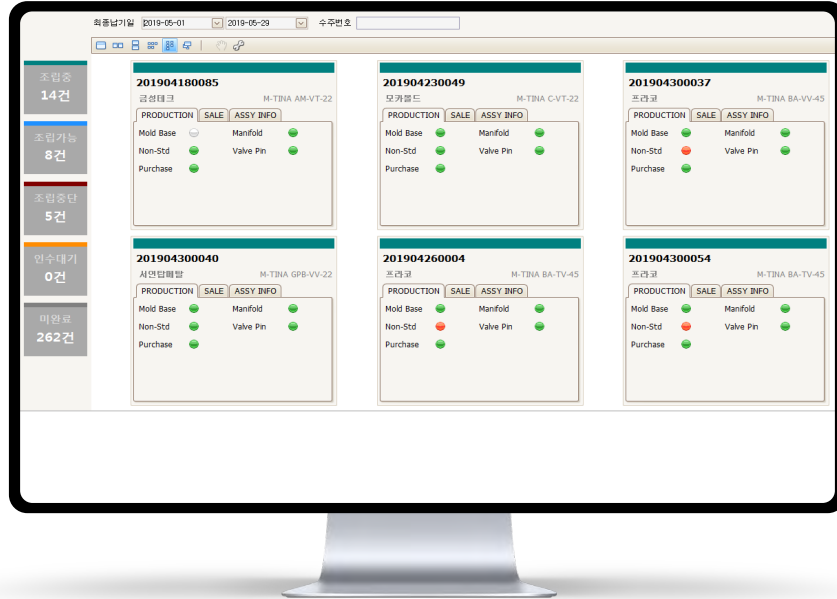 최종납기일 2019-05-01 2019-05-29 수주번호
조립중
14건
조립가능
8건
조립중단
5건
인수대기
0건
미완료
262건
201904180085
금성테크 M-TINA AM-VT-22
PRODUCTION SALE ASSY INFO
Mold Base Manifold
Non-Std Valve Pin
Purchase
201904230049
모카몰드 M-TINA C-VT-22
PRODUCTION SALE ASSY INFO
Mold Base Manifold
Non-Std Valve Pin
Purchase
201904300037
프라코 M-TINA BA-VV-45
PRODUCTION SALE ASSY INFO
Mold Base Manifold
Non-Std Valve Pin
Purchase
201904300040
서연탑메탈 M-TINA GPB-VV-22
PRODUCTION SALE ASSY INFO
Mold Base Manifold
Non-Std Valve Pin
Purchase
201904260004
프라코 M-TINA BA-TV-45
PRODUCTION SALE ASSY INFO
Mold Base Manifold
Non-Std Valve Pin
Purchase
201904300054
프라코 M-TINA BA-TV-45
PRODUCTION SALE ASSY INFO
Mold Base Manifold
Non-Std Valve Pin
Purchase